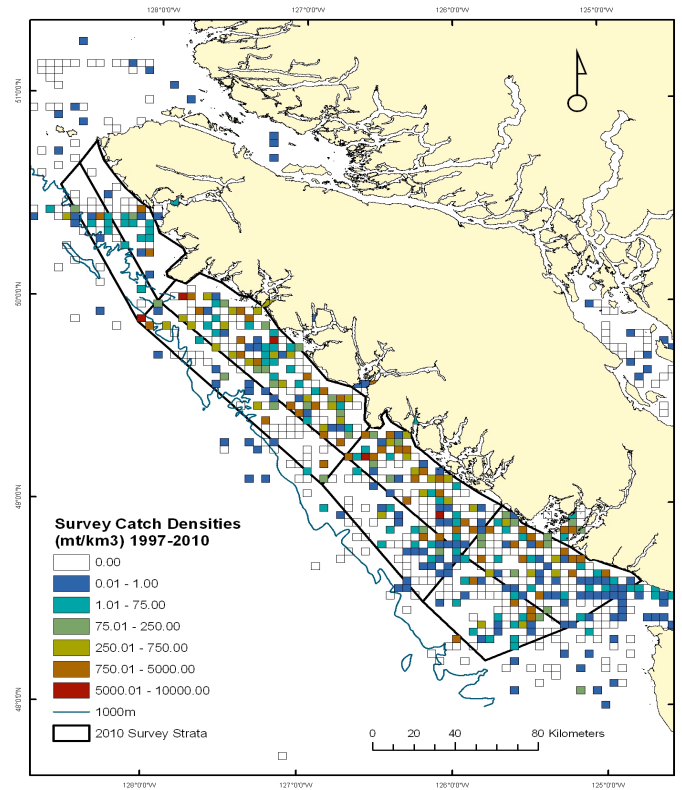 128°0'0"W 127°0'0"W 126°0'0"W 125°0'0"W
51°0'0"N
50°0'0"N
49°0'0"N
48°0'0"N
Survey Catch Densities
(mt/km3) 1997-2010
0.00
0.01 - 1.00
1.01 - 75.00
75.01 - 250.00
250.01 - 750.00
750.01 - 5000.00
5000.01 - 10000.00
1000m
2010 Survey Strata
0 20 40 80 Kilometers
128°0'0"W 127°0'0"W 126°0'0"W 125°0'0"W